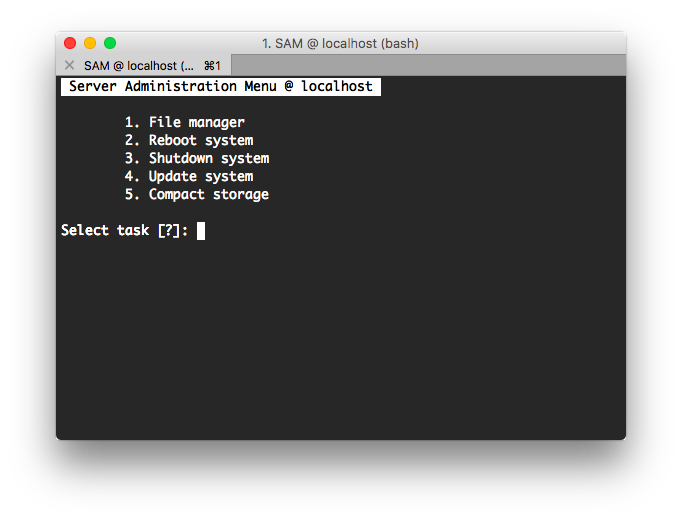 1. SAM @ localhost (bash)
SAM @ localhost (... ⌘1
Server Administration Menu @ localhost
1. File manager
2. Reboot system
3. Shutdown system
4. Update system
5. Compact storage
Select task [?]: